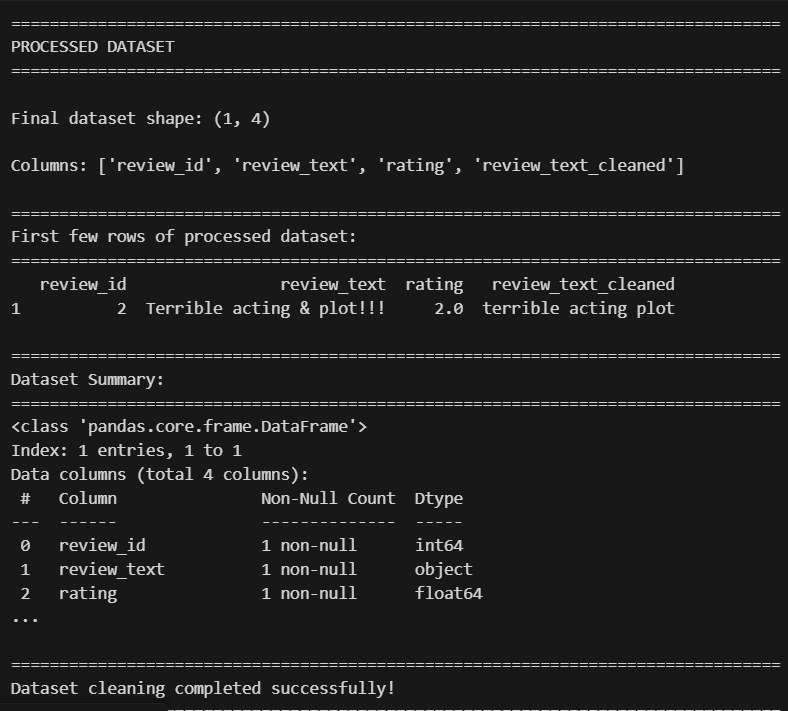 ================================================================================
PROCESSED DATASET
================================================================================
Final dataset shape: (1, 4)
Columns: ['review_id', 'review_text', 'rating', 'review_text_cleaned']
================================================================================
First few rows of processed dataset:
================================================================================
   review_id                review_text  rating   review_text_cleaned
1          2  Terrible acting & plot!!!     2.0  terrible acting plot
================================================================================
Dataset Summary:
================================================================================
<class 'pandas.core.frame.DataFrame'>
Index: 1 entries, 1 to 1
Data columns (total 4 columns):
 #   Column               Non-Null Count  Dtype
---  ------               --------------  -----
 0   review_id            1 non-null      int64
 1   review_text          1 non-null      object
 2   rating               1 non-null      float64
...
================================================================================
Dataset cleaning completed successfully!
================================================================================